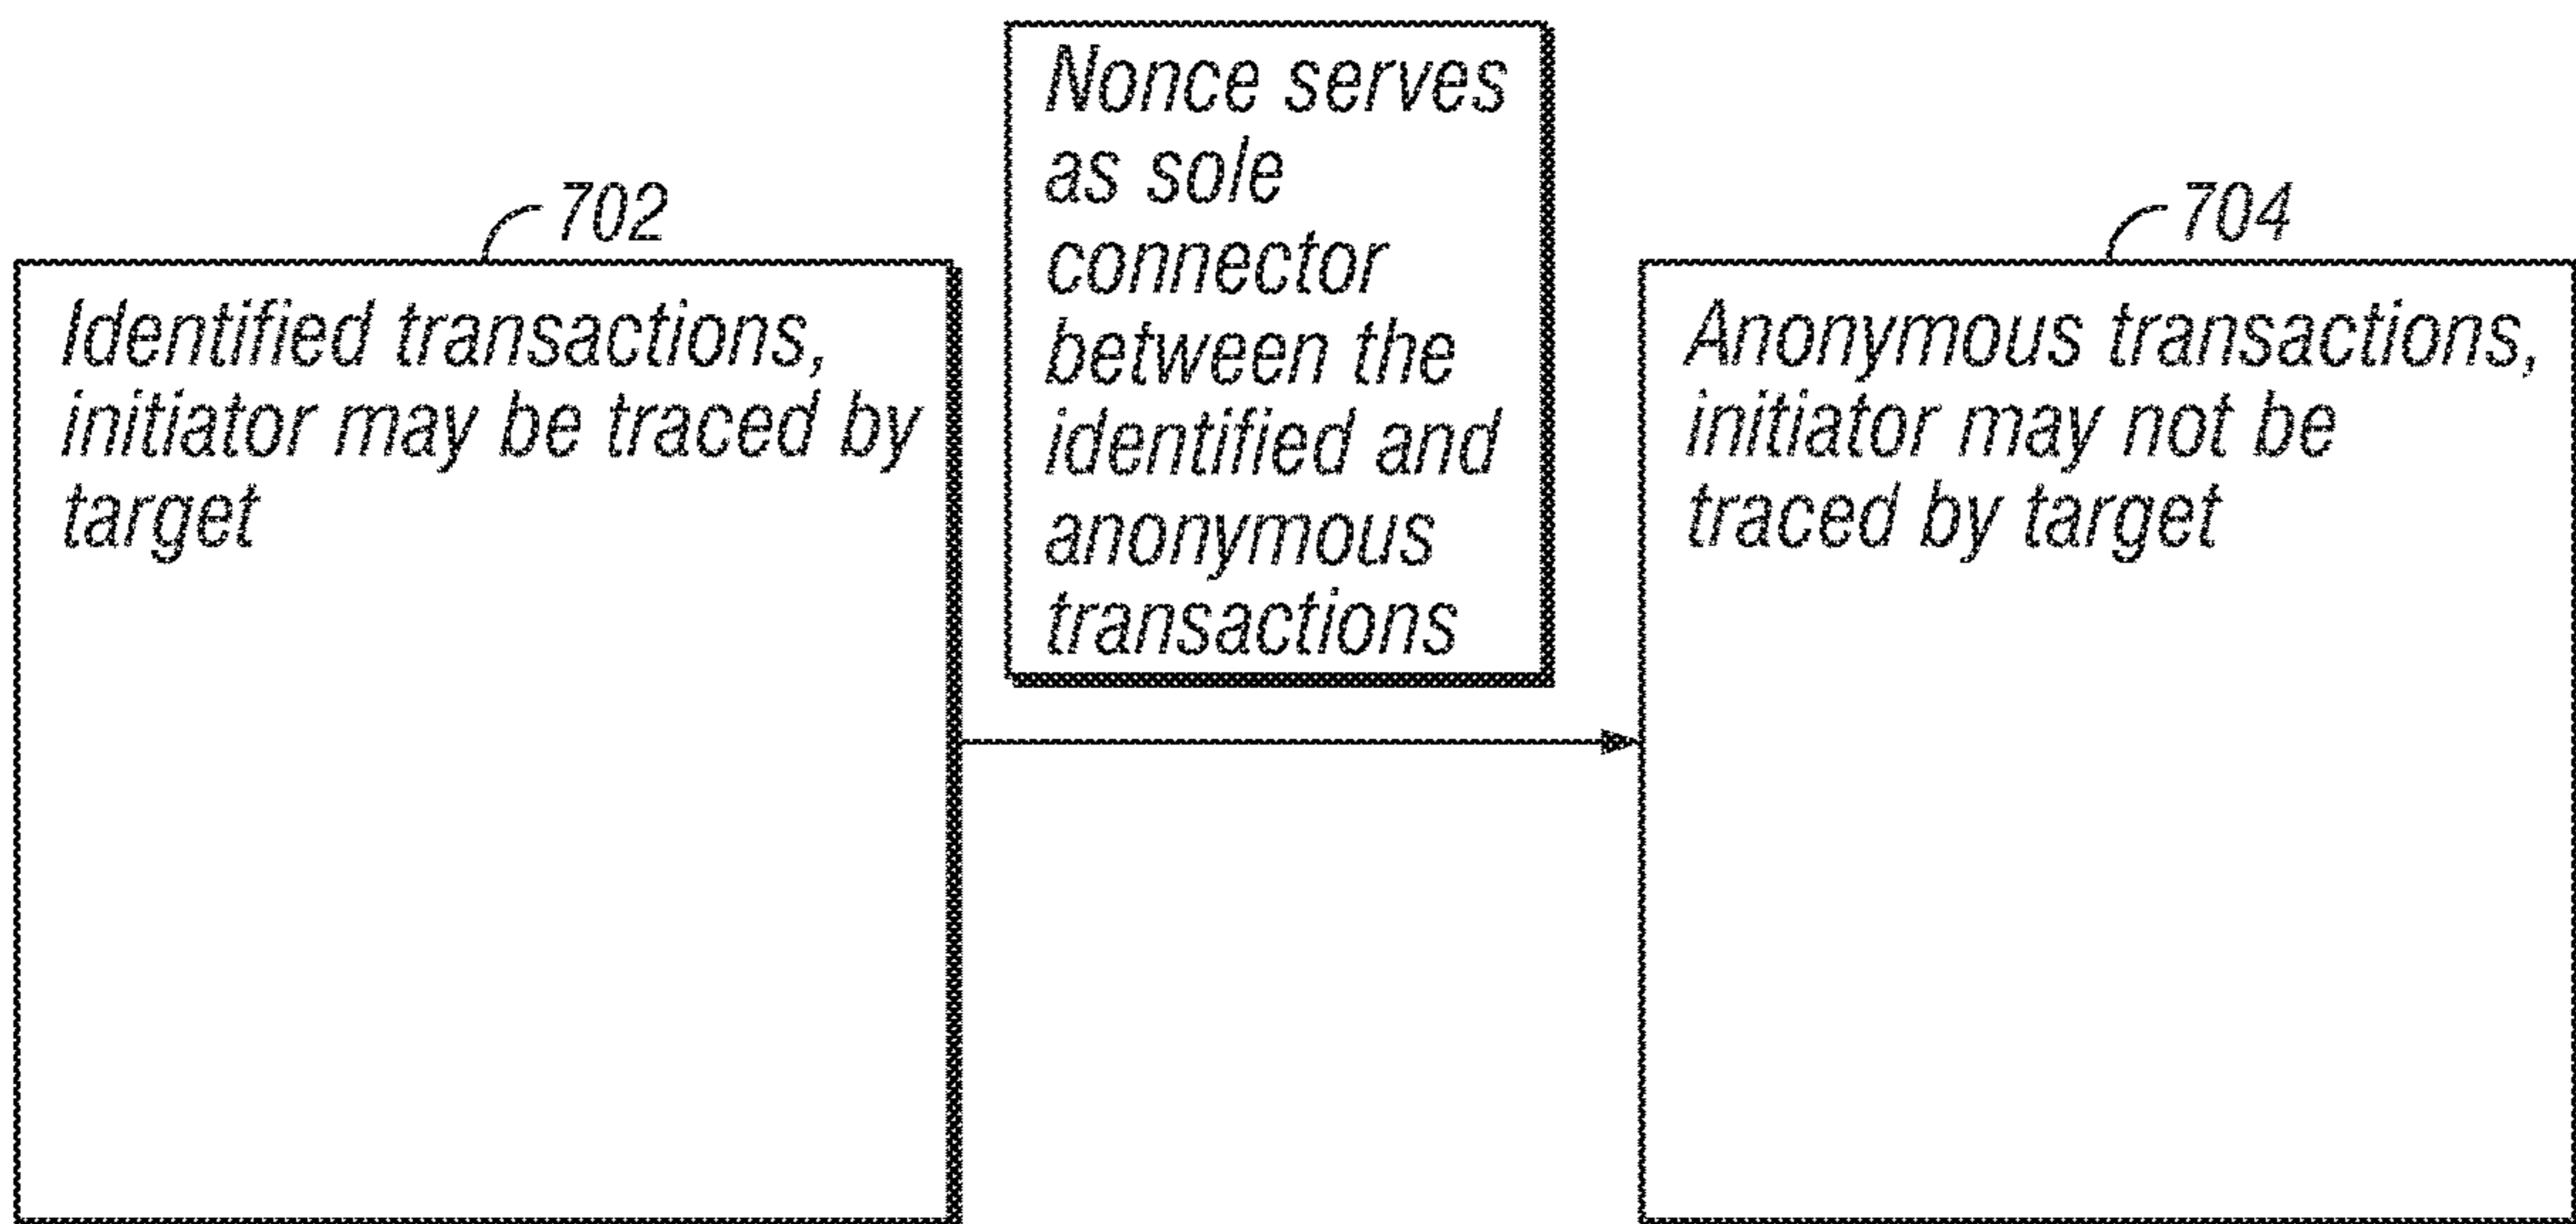 702
Identified transactions,
initiator may be traced by
target
Nonce serves
as sole
connector
between the
identified and
anonymous
transactions
704
Anonymous transactions,
initiator may not be
traced by target